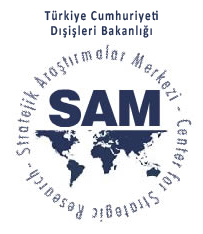 Türkiye Cumhuriyeti
Dışişleri Bakanlığı
Stratejik Araştırmalar Merkezi - Center for Strategic Research -
SAM